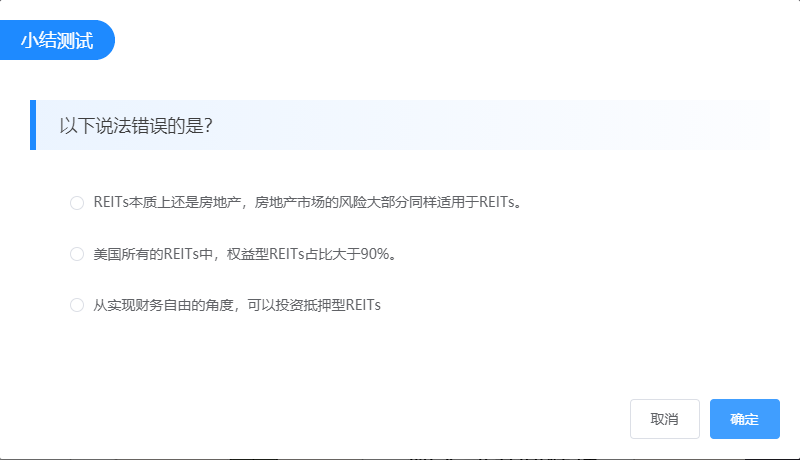 小结测试
以下说法错误的是?
REITs本质上还是房地产，房地产市场的风险大部分同样适用于REITs。
美国所有的REITs中，权益型REITs占比大于90%。
从实现财务自由的角度，可以投资抵押型REITs
取消
确定